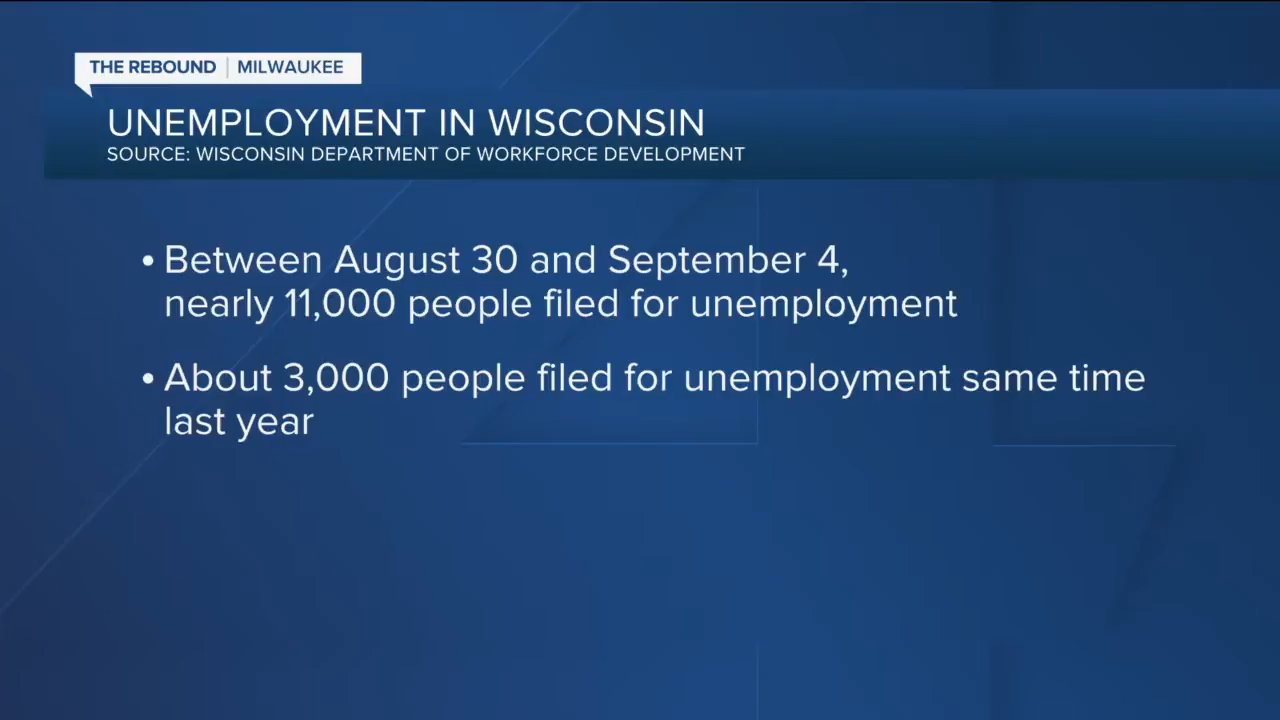 THE REBOUND | MILWAUKEE
UNEMPLOYMENT IN WISCONSIN
SOURCE: WISCONSIN DEPARTMENT OF WORKFORCE DEVELOPMENT
• Between August 30 and September 4,
nearly 11,000 people filed for unemployment
• About 3,000 people filed for unemployment same time
last year